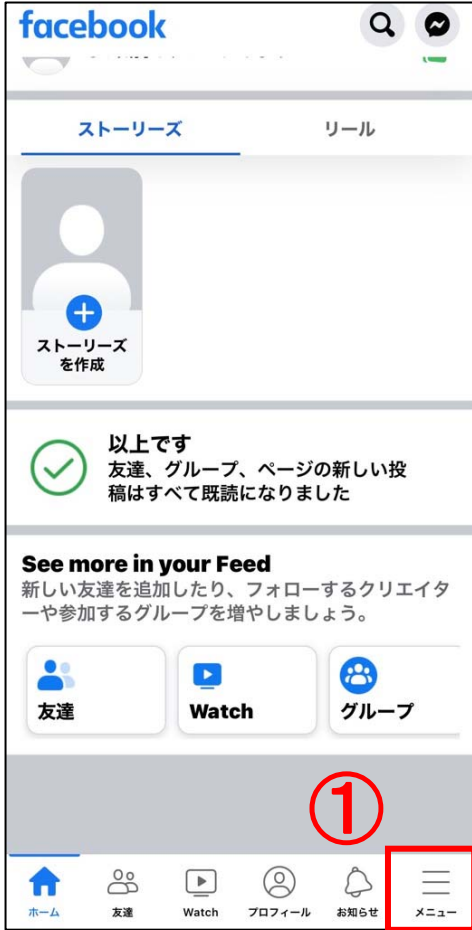 facebook
ストーリーズ
リール
ストーリーズ
を作成
以上です
友達、グループ、ページの新しい投
稿はすべて既読になりました
See more in your Feed
新しい友達を追加したり、フォローするクリエイタ
ーや参加するグループを増やしましょう。
友達
Watch
グループ
①
ホーム
友達
Watch
プロフィール
お知らせ
メニュー